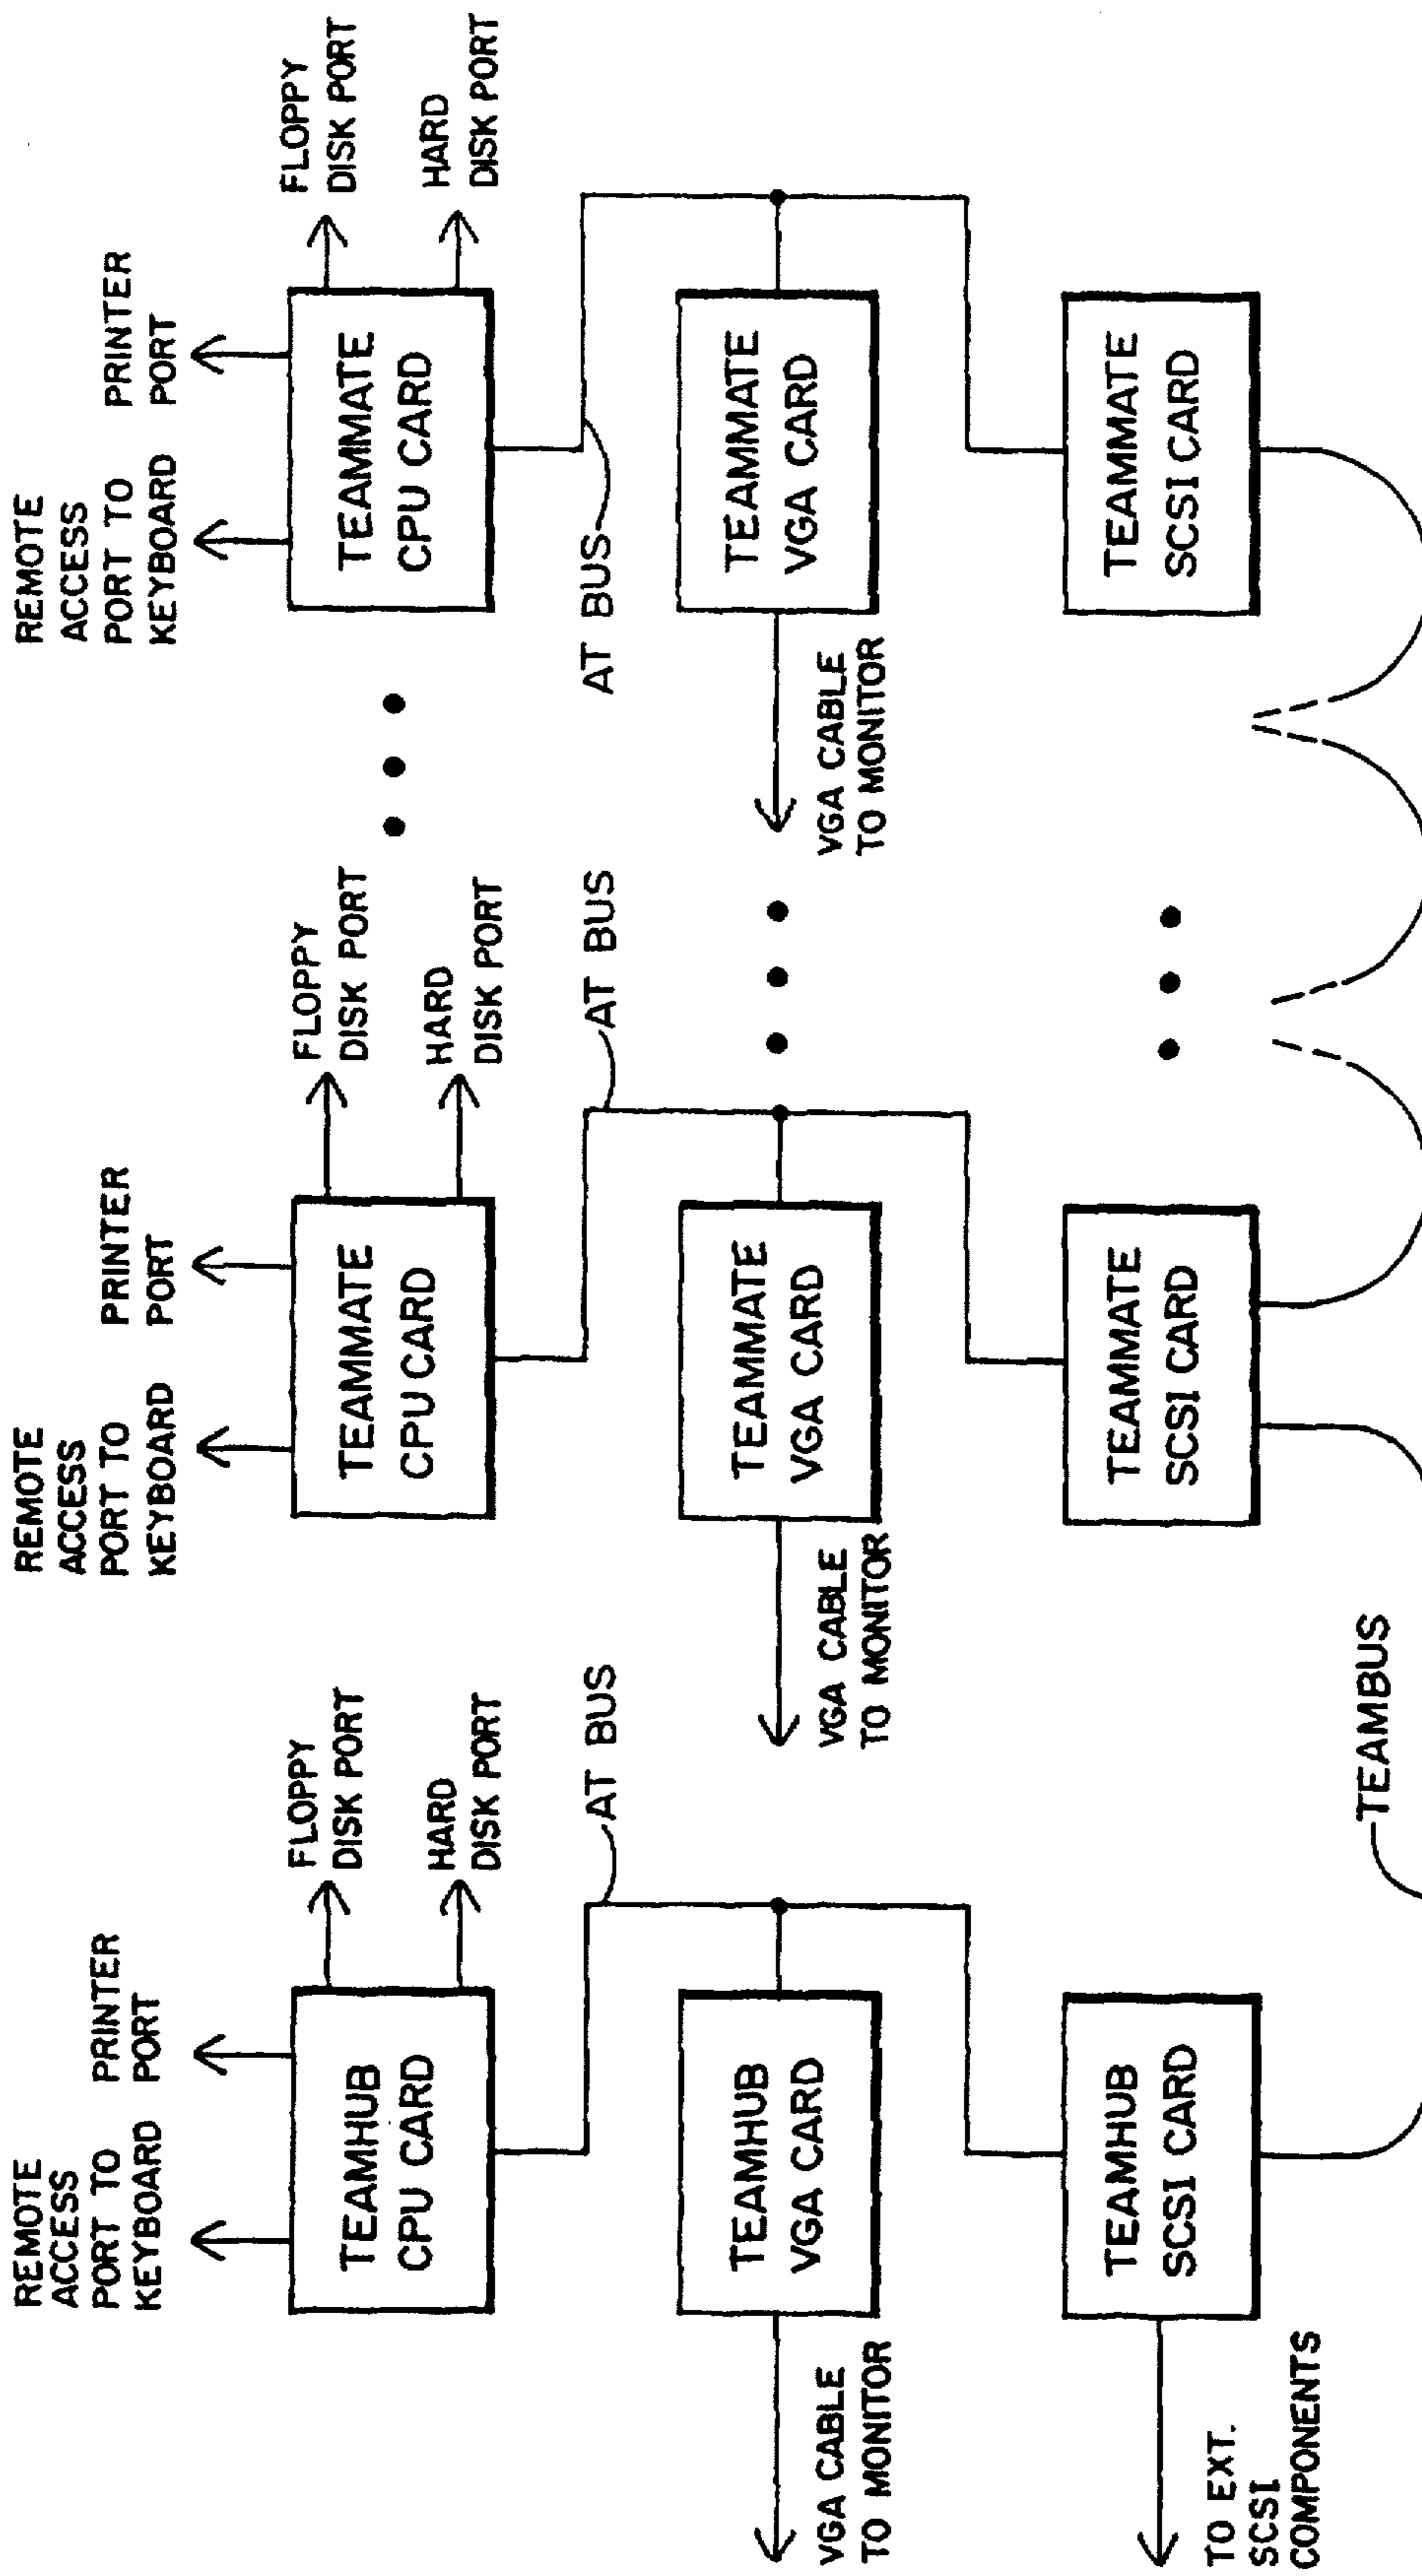 REMOTE
ACCESS
PORT TO
KEYBOARD
PRINTER
PORT
FLOPPY
DISK PORT
HARD
DISK PORT
TEAMHUB
CPU CARD
AT BUS
TEAMHUB
VGA CARD
VGA CABLE
TO MONITOR
TEAMHUB
SCSI CARD
TO EXT.
SCSI
COMPONENTS
TEAMBUS
REMOTE
ACCESS
PORT TO
KEYBOARD
PRINTER
PORT
FLOPPY
DISK PORT
HARD
DISK PORT
TEAMMATE
CPU CARD
AT BUS
TEAMMATE
VGA CARD
VGA CABLE
TO MONITOR
TEAMMATE
SCSI CARD
REMOTE
ACCESS
PORT TO
KEYBOARD
PRINTER
PORT
FLOPPY
DISK PORT
HARD
DISK PORT
TEAMMATE
CPU CARD
AT BUS
TEAMMATE
VGA CARD
VGA CABLE
TO MONITOR
TEAMMATE
SCSI CARD